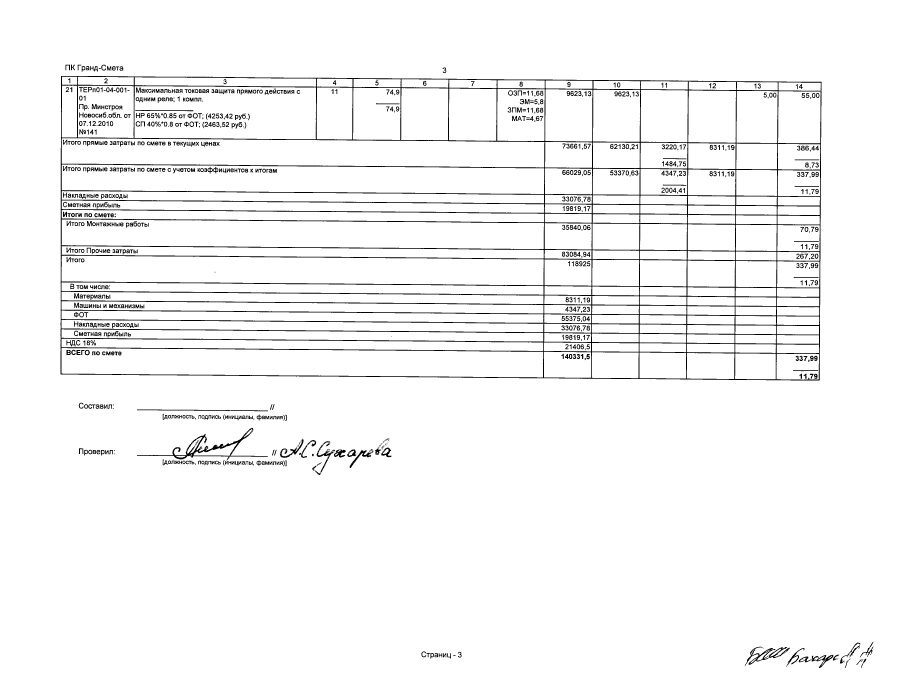 ПК Гранд-Смета
3
1 2 3 4 5 6 7 8 9 10 11 12 13 14
21 ТЕРп01-04-001- Максимальная токовая защита прямого действия с 11 74,9 ОЗП=11,68 9623,13 9623,13 5,00 55,00
01 одним реле; 1 компл. ЭМ=5,8
Пр. Минстроя 74,9 ЗПМ=11,68
Новосиб.обл. от НР 65%*0.85 от ФОТ; (4253,42 руб.) МАТ=4,67
07.12.2010 СП 40%*0.8 от ФОТ; (2463,52 руб.)
№141
Итого прямые затраты по смете в текущих ценах 73661,57 62130,21 3220,17 8311,19 386,44
1484,75 8,73
Итого прямые затраты по смете с учетом коэффициентов к итогам 66029,05 53370,63 4347,23 8311,19 337,99
2004,41 11,79
Накладные расходы 33076,78
Сметная прибыль 19819,17
Итоги по смете:
Итого Монтажные работы 35840,06 70,79
11,79
Итого Прочие затраты 83084,94 267,20
Итого 118925 337,99
11,79
В том числе:
Материалы 8311,19
Машины и механизмы 4347,23
ФОТ 55375,04
Накладные расходы 33076,78
Сметная прибыль 19819,17
НДС 18% 21406,5
ВСЕГО по смете 140331,5 337,99
11,79
Составил: //
[должность, подпись (инициалы, фамилия)]
Проверил: // А.С.Сухарева
[должность, подпись (инициалы, фамилия)]
Страниц - 3